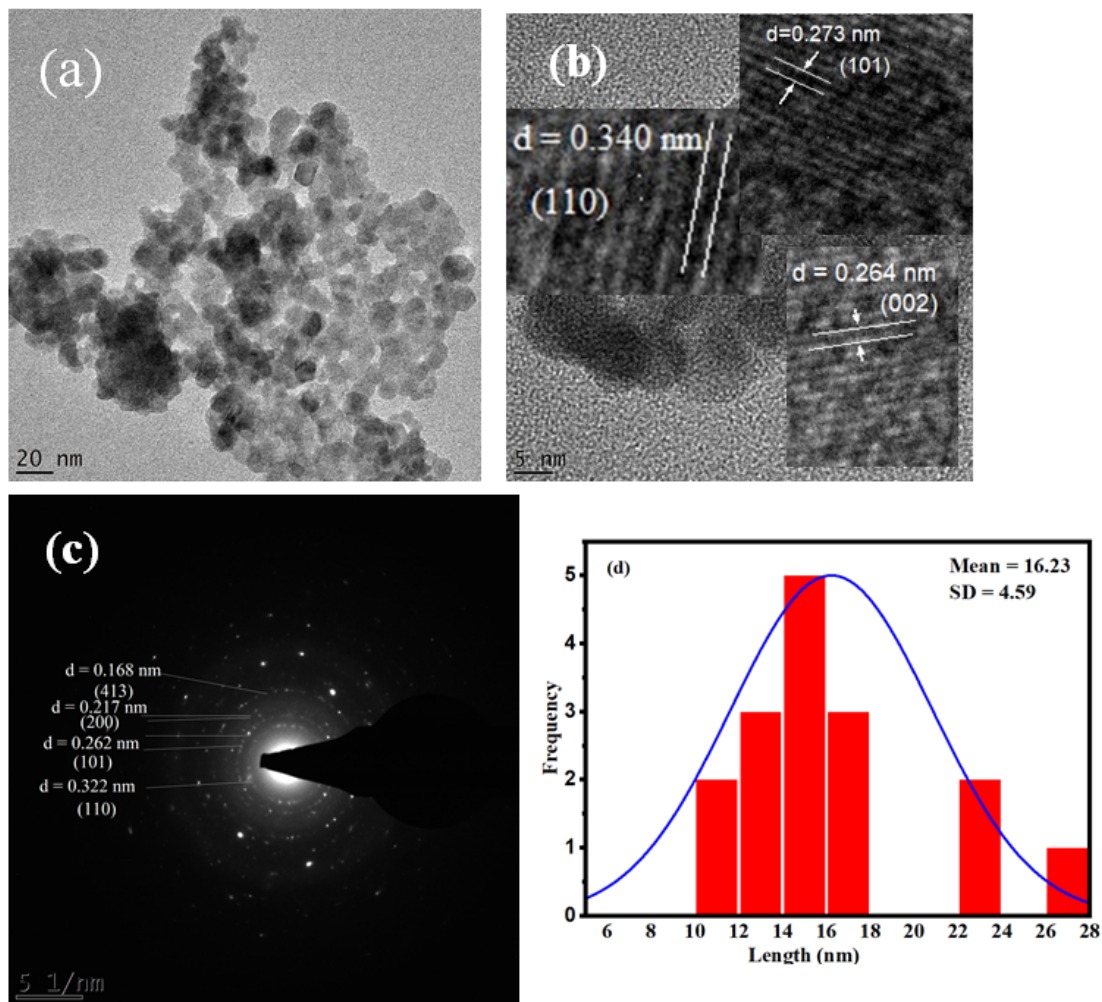 (a)
20 nm
(b)
d=0.273 nm
(101)
d = 0.340 nm
(110)
d = 0.264 nm
(002)
5 nm
(c)
d = 0.168 nm
(413)
d = 0.217 nm
(200)
d = 0.262 nm
(101)
d = 0.322 nm
(110)
5 1/nm
(d)
Mean = 16.23
SD = 4.59
Frequency
5
4
3
2
1
0
6 8 10 12 14 16 18 20 22 24 26 28
Length (nm)